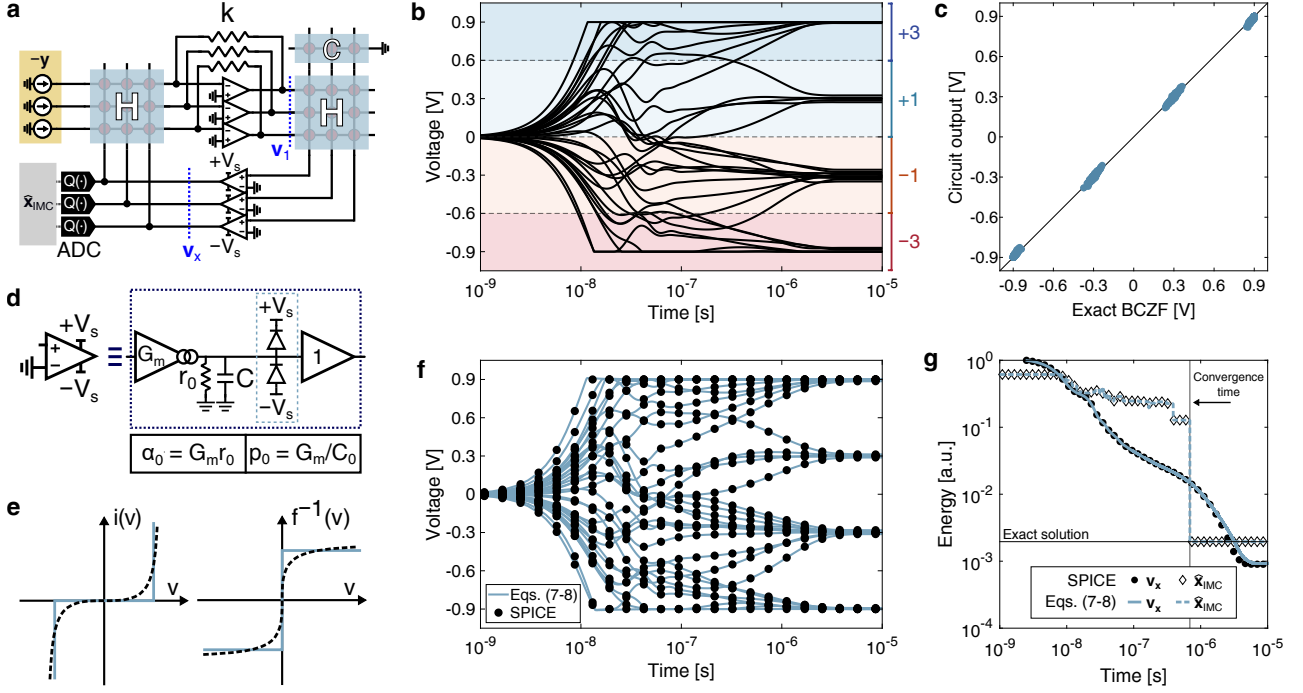 a
k
−y
H
C
H
v₁
+Vₛ
−Vₛ
x̂IMC
Q(·)
Q(·)
Q(·)
ADC
vₓ
b
Voltage [V]
0.9
0.6
0.3
0
-0.3
-0.6
-0.9
10⁻⁹
10⁻⁸
10⁻⁷
10⁻⁶
10⁻⁵
Time [s]
+3
+1
−1
−3
c
Circuit output [V]
0.9
0.6
0.3
0
-0.3
-0.6
-0.9
-0.9 -0.6 -0.3 0 0.3 0.6 0.9
Exact BCZF [V]
d
+Vₛ
−Vₛ
Gₘ
r₀
C
+Vₛ
−Vₛ
1
α₀ = Gₘr₀
p₀ = Gₘ/C₀
e
i(v)
v
f⁻¹(v)
v
f
Voltage [V]
0.9
0.6
0.3
0
-0.3
-0.6
-0.9
Eqs. (7-8)
SPICE
10⁻⁹
10⁻⁸
10⁻⁷
10⁻⁶
10⁻⁵
Time [s]
g
Energy [a.u.]
10⁰
10⁻¹
10⁻²
10⁻³
10⁻⁴
Convergence
time
Exact solution
SPICE vₓ x̂IMC
Eqs. (7-8) vₓ x̂IMC
10⁻⁹
10⁻⁸
10⁻⁷
10⁻⁶
10⁻⁵
Time [s]